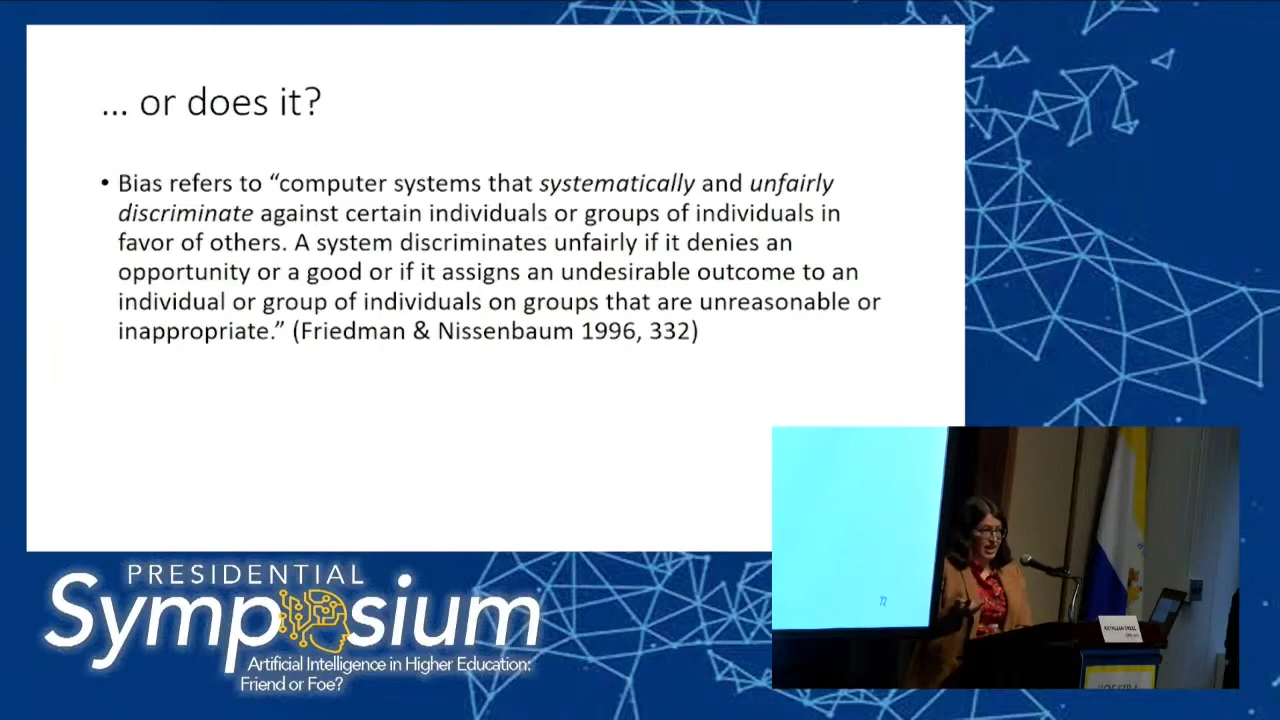 ... or does it?
• Bias refers to “computer systems that systematically and unfairly
discriminate against certain individuals or groups of individuals in
favor of others. A system discriminates unfairly if it denies an
opportunity or a good or if it assigns an undesirable outcome to an
individual or group of individuals on groups that are unreasonable or
inappropriate.” (Friedman & Nissenbaum 1996, 332)
72
PRESIDENTIAL
Symposium
Artificial Intelligence in Higher Education:
Friend or Foe?